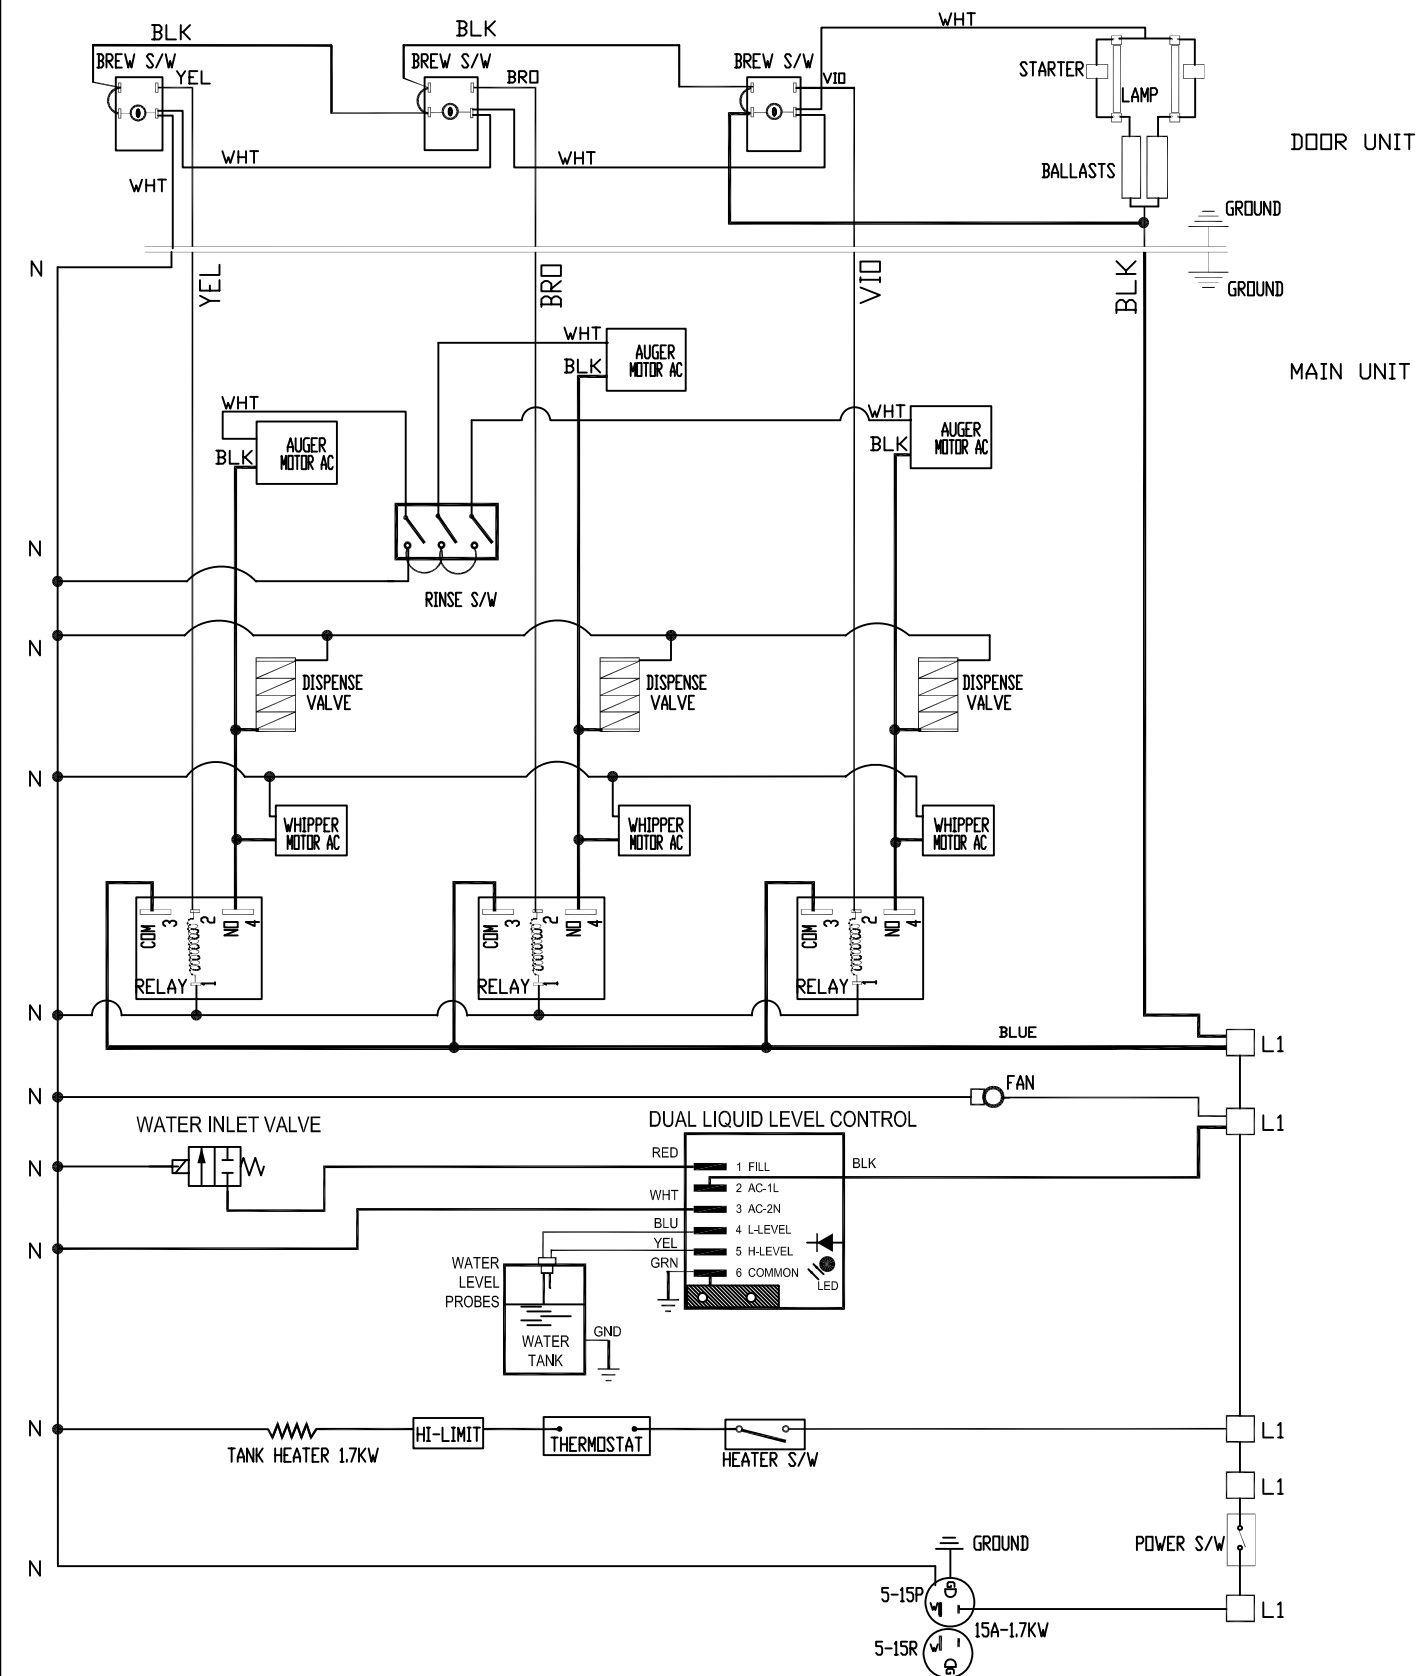 BLK
BLK
WHT
BREW S/W
BREW S/W
BREW S/W
YEL
BRO
VIO
STARTER
LAMP
DOOR UNIT
WHT
WHT
WHT
BALLASTS
GROUND
N
YEL
BRO
VIO
BLK
GROUND
WHT
AUGER
MOTOR AC
BLK
MAIN UNIT
WHT
AUGER
MOTOR AC
BLK
WHT
AUGER
MOTOR AC
BLK
N
RINSE S/W
N
DISPENSE
VALVE
DISPENSE
VALVE
DISPENSE
VALVE
N
WHIPPER
MOTOR AC
WHIPPER
MOTOR AC
WHIPPER
MOTOR AC
COM
3
2
NO
4
RELAY
1
COM
3
2
NO
4
RELAY
1
COM
3
2
NO
4
RELAY
1
N
BLUE
L1
N
FAN
WATER INLET VALVE
DUAL LIQUID LEVEL CONTROL
L1
N
RED
1 FILL
BLK
2 AC-1L
WHT
3 AC-2N
BLU
4 L-LEVEL
YEL
5 H-LEVEL
GRN
6 COMMON
LED
N
WATER
LEVEL
PROBES
WATER
TANK
GND
N
TANK HEATER 1.7KW
HI-LIMIT
THERMOSTAT
HEATER S/W
L1
L1
N
GROUND
POWER S/W
5-15P
GD
W
15A-1.7KW
L1
5-15R
W
GD